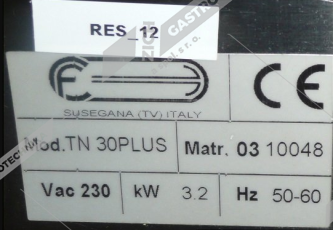 RES_12
SUSEGANA (TV) ITALY
CE
Mod.TN 30PLUS Matr. 03 10048
Vac 230 kW 3.2 Hz 50-60